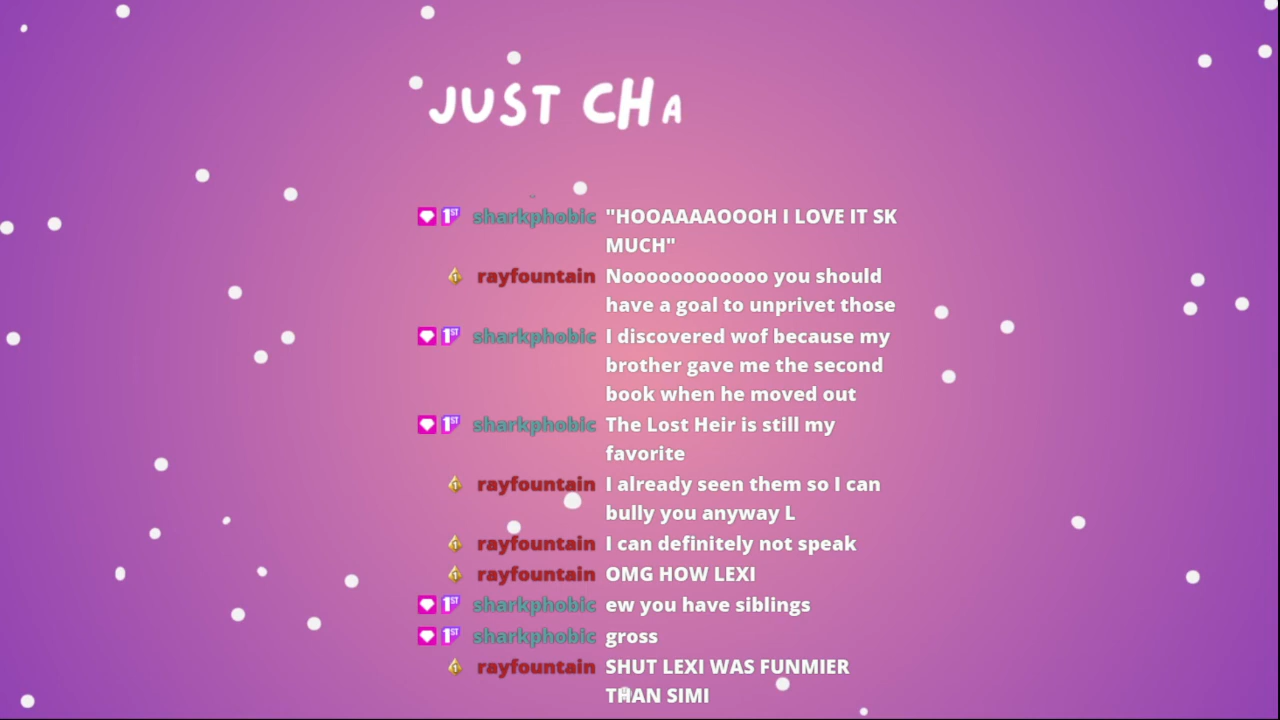 JUST CHA
sharkphobic "HOOAAAAOOOH I LOVE IT SK
MUCH"
rayfountain Noooooooooooo you should
have a goal to unprivet those
sharkphobic I discovered wof because my
brother gave me the second
book when he moved out
sharkphobic The Lost Heir is still my
favorite
rayfountain I already seen them so I can
bully you anyway L
rayfountain I can definitely not speak
rayfountain OMG HOW LEXI
sharkphobic ew you have siblings
sharkphobic gross
rayfountain SHUT LEXI WAS FUNMIER
THAN SIMI